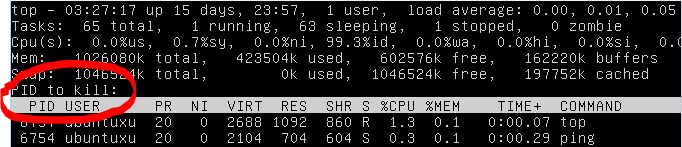 top - 03:27:17 up 15 days, 23:57, 1 user, load average: 0.00, 0.01, 0.05
Tasks: 65 total, 1 running, 63 sleeping, 1 stopped, 0 zombie
Cpu(s): 0.0%us, 0.7%sy, 0.0%ni, 99.3%id, 0.0%wa, 0.0%hi, 0.0%si, 0.
Mem: 1026080k total, 423504k used, 602576k free, 162220k buffers
Swap: 1046524k total, 0k used, 1046524k free, 197752k cached
PID to kill:
PID USER PR NI VIRT RES SHR S %CPU %MEM TIME+ COMMAND
ubuntuxu 20 0 2688 1092 860 R 1.3 0.1 0:00.07 top
6754 ubuntuxu 20 0 2104 704 604 S 0.3 0.1 0:00.29 ping